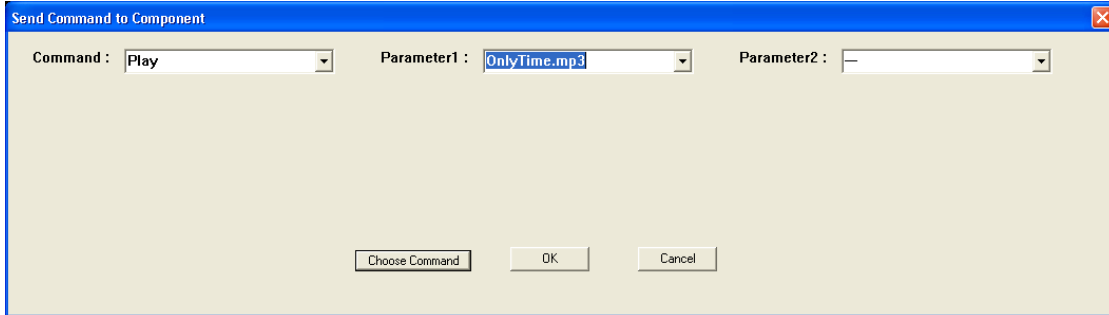 Send Command to Component
Command : Play Parameter1 : OnlyTime.mp3 Parameter2 : —
Choose Command OK Cancel